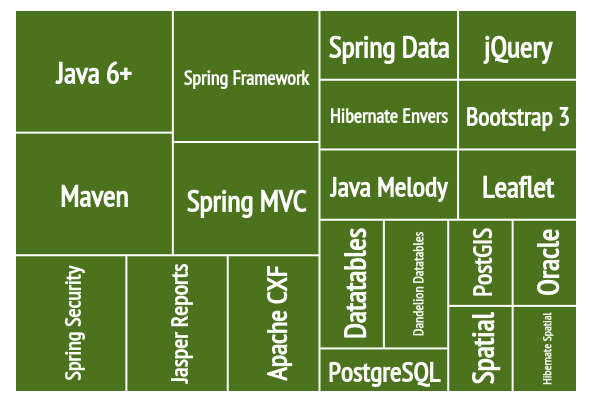 Java 6+
Spring Framework
Spring Data
jQuery
Hibernate Envers
Bootstrap 3
Maven
Spring MVC
Java Melody
Leaflet
Spring Security
Jasper Reports
Apache CXF
Datatables
Dandelion Datatables
PostGIS
Oracle
PostgreSQL
Spatial
Hibernate Spatial